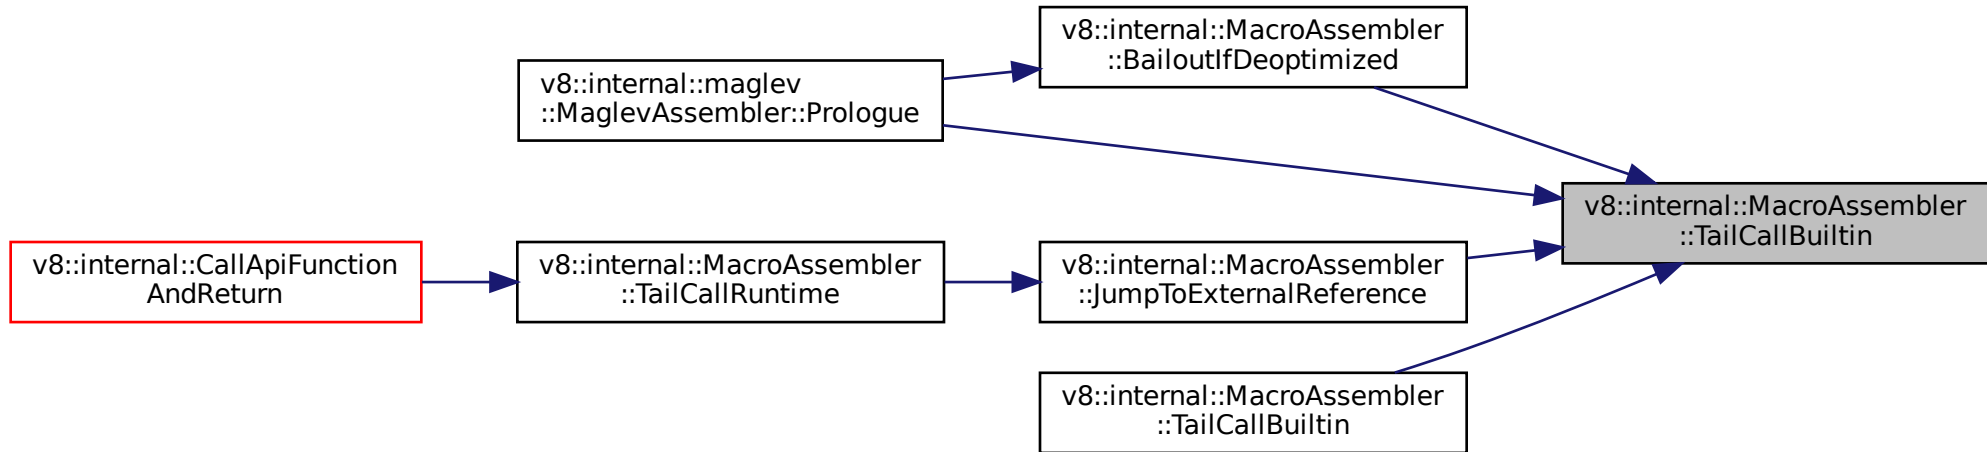 v8::internal::MacroAssembler
::BailoutIfDeoptimized
v8::internal::maglev
::MaglevAssembler::Prologue
v8::internal::MacroAssembler
::TailCallBuiltin
v8::internal::CallApiFunction
AndReturn
v8::internal::MacroAssembler
::TailCallRuntime
v8::internal::MacroAssembler
::JumpToExternalReference
v8::internal::MacroAssembler
::TailCallBuiltin